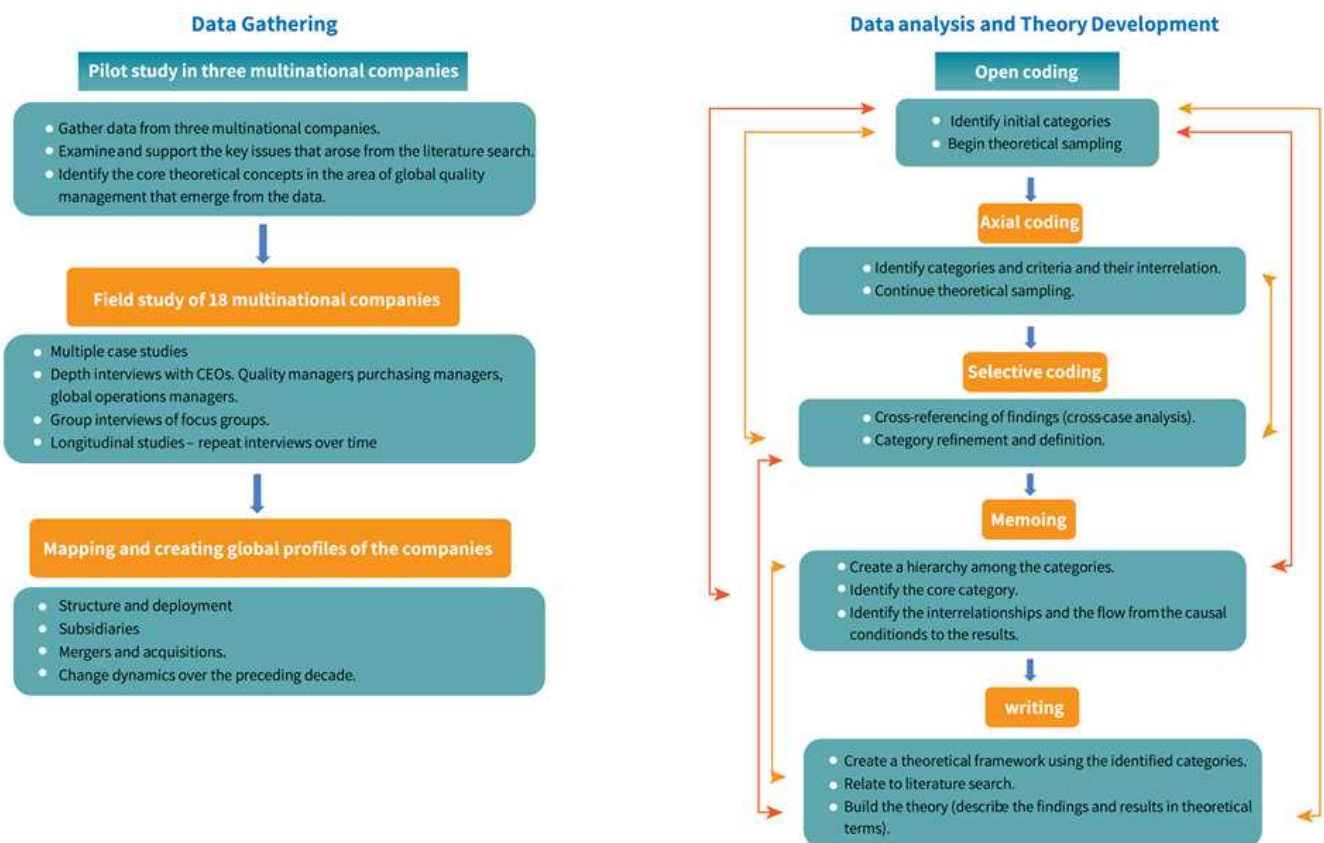 Data Gathering
Pilot study in three multinational companies
Gather data from three multinational companies.
Examine and support the key issues that arose from the literature search.
Identify the core theoretical concepts in the area of global quality
management that emerge from the data.
Field study of 18 multinational companies
Multiple case studies
Depth interviews with CEOs. Quality managers, purchasing managers,
global operations managers.
Group interviews of focus groups.
Longitudinal studies – repeat interviews over time
Mapping and creating global profiles of the companies
Structure and deployment
Subsidiaries
Mergers and acquisitions.
Change dynamics over the preceding decade.
Data analysis and Theory Development
Open coding
Identify initial categories
Begin theoretical sampling
Axial coding
Identify categories and criteria and their interrelation.
Continue theoretical sampling.
Selective coding
Cross-referencing of findings (cross-case analysis).
Category refinement and definition.
Memoing
Create a hierarchy among the categories.
Identify the core category.
Identify the interrelationships and the flow from the causal
conditionds to the results.
writing
Create a theoretical framework using the identified categories.
Relate to literature search.
Build the theory (describe the findings and results in theoretical
terms).